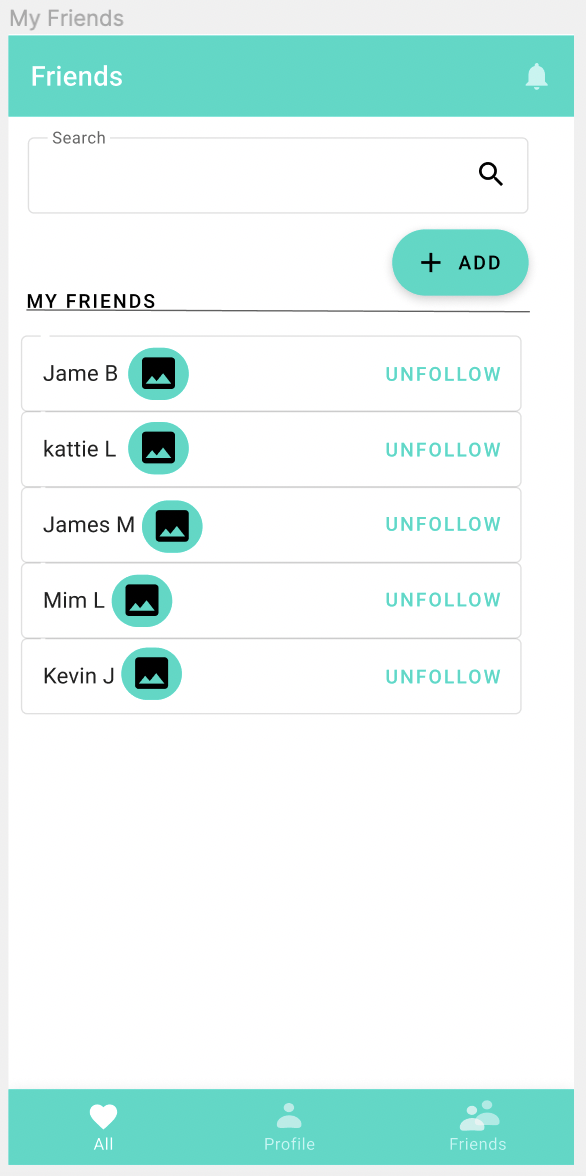 My Friends
Friends
Search
ADD
MY FRIENDS
Jame B UNFOLLOW
kattie L UNFOLLOW
James M UNFOLLOW
Mim L UNFOLLOW
Kevin J UNFOLLOW
All Profile Friends